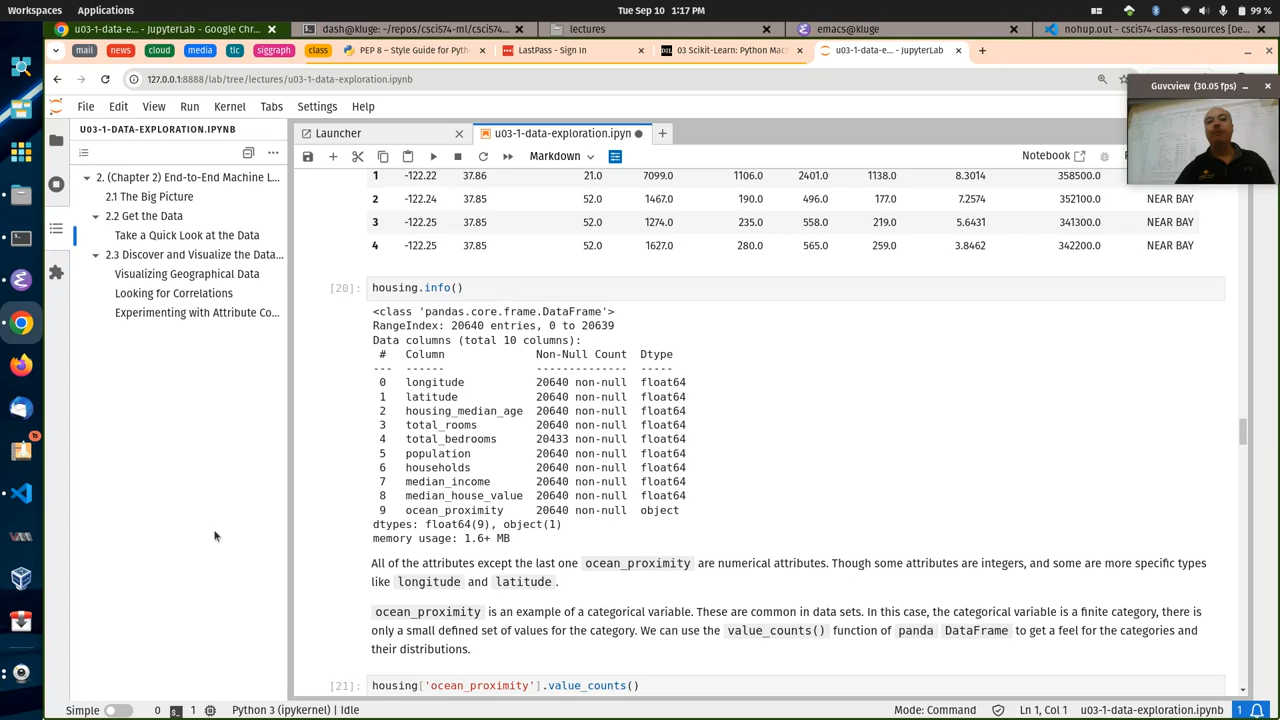 Activities
Applications
Tue Sep 10  1:17 PM
99 %
u03-1-data-e... - JupyterLab - Google Chr...
dash@kluge: ~/repos/csci574-ml/csci574...
lectures
emacs@kluge
nohup.out - csci574-class-resources [De...
mail
news
cloud
media
tlc
siggraph
class
PEP 8 – Style Guide for Pyth
LastPass - Sign In
03 Scikit-Learn: Python Mac
u03-1-data-e... - JupyterLab
127.0.0.1:8888/lab/tree/lectures/u03-1-data-exploration.ipynb
Guvcview (30.05 fps)
File Edit View Run Kernel Tabs Settings Help
U03-1-DATA-EXPLORATION.IPYNB
Launcher
u03-1-data-exploration.ipyn
Markdown
Notebook
2. (Chapter 2) End-to-End Machine L...
2.1 The Big Picture
2.2 Get the Data
Take a Quick Look at the Data
2.3 Discover and Visualize the Data...
Visualizing Geographical Data
Looking for Correlations
Experimenting with Attribute Co...
15
1 -122.22 37.86 21.0 7099.0 1106.0 2401.0 1138.0 8.3014 358500.0
2 -122.24 37.85 52.0 1467.0 190.0 496.0 177.0 7.2574 352100.0 NEAR BAY
3 -122.25 37.85 52.0 1274.0 235.0 558.0 219.0 5.6431 341300.0 NEAR BAY
4 -122.25 37.85 52.0 1627.0 280.0 565.0 259.0 3.8462 342200.0 NEAR BAY
[20]: housing.info()
<class 'pandas.core.frame.DataFrame'>
RangeIndex: 20640 entries, 0 to 20639
Data columns (total 10 columns):
 #   Column              Non-Null Count  Dtype
---  ------              --------------  -----
 0   longitude           20640 non-null  float64
 1   latitude            20640 non-null  float64
 2   housing_median_age  20640 non-null  float64
 3   total_rooms         20640 non-null  float64
 4   total_bedrooms      20433 non-null  float64
 5   population          20640 non-null  float64
 6   households          20640 non-null  float64
 7   median_income       20640 non-null  float64
 8   median_house_value  20640 non-null  float64
 9   ocean_proximity     20640 non-null  object
dtypes: float64(9), object(1)
memory usage: 1.6+ MB
All of the attributes except the last one ocean_proximity are numerical attributes. Though some attributes are integers, and some are more specific types
like longitude and latitude.
ocean_proximity is an example of a categorical variable. These are common in data sets. In this case, the categorical variable is a finite category, there is
only a small defined set of values for the category. We can use the value_counts() function of panda DataFrame to get a feel for the categories and
their distributions.
[21]: housing['ocean_proximity'].value_counts()
Simple
0
1
Python 3 (ipykernel) | Idle
Mode: Command
Ln 1, Col 1
u03-1-data-exploration.ipynb
1